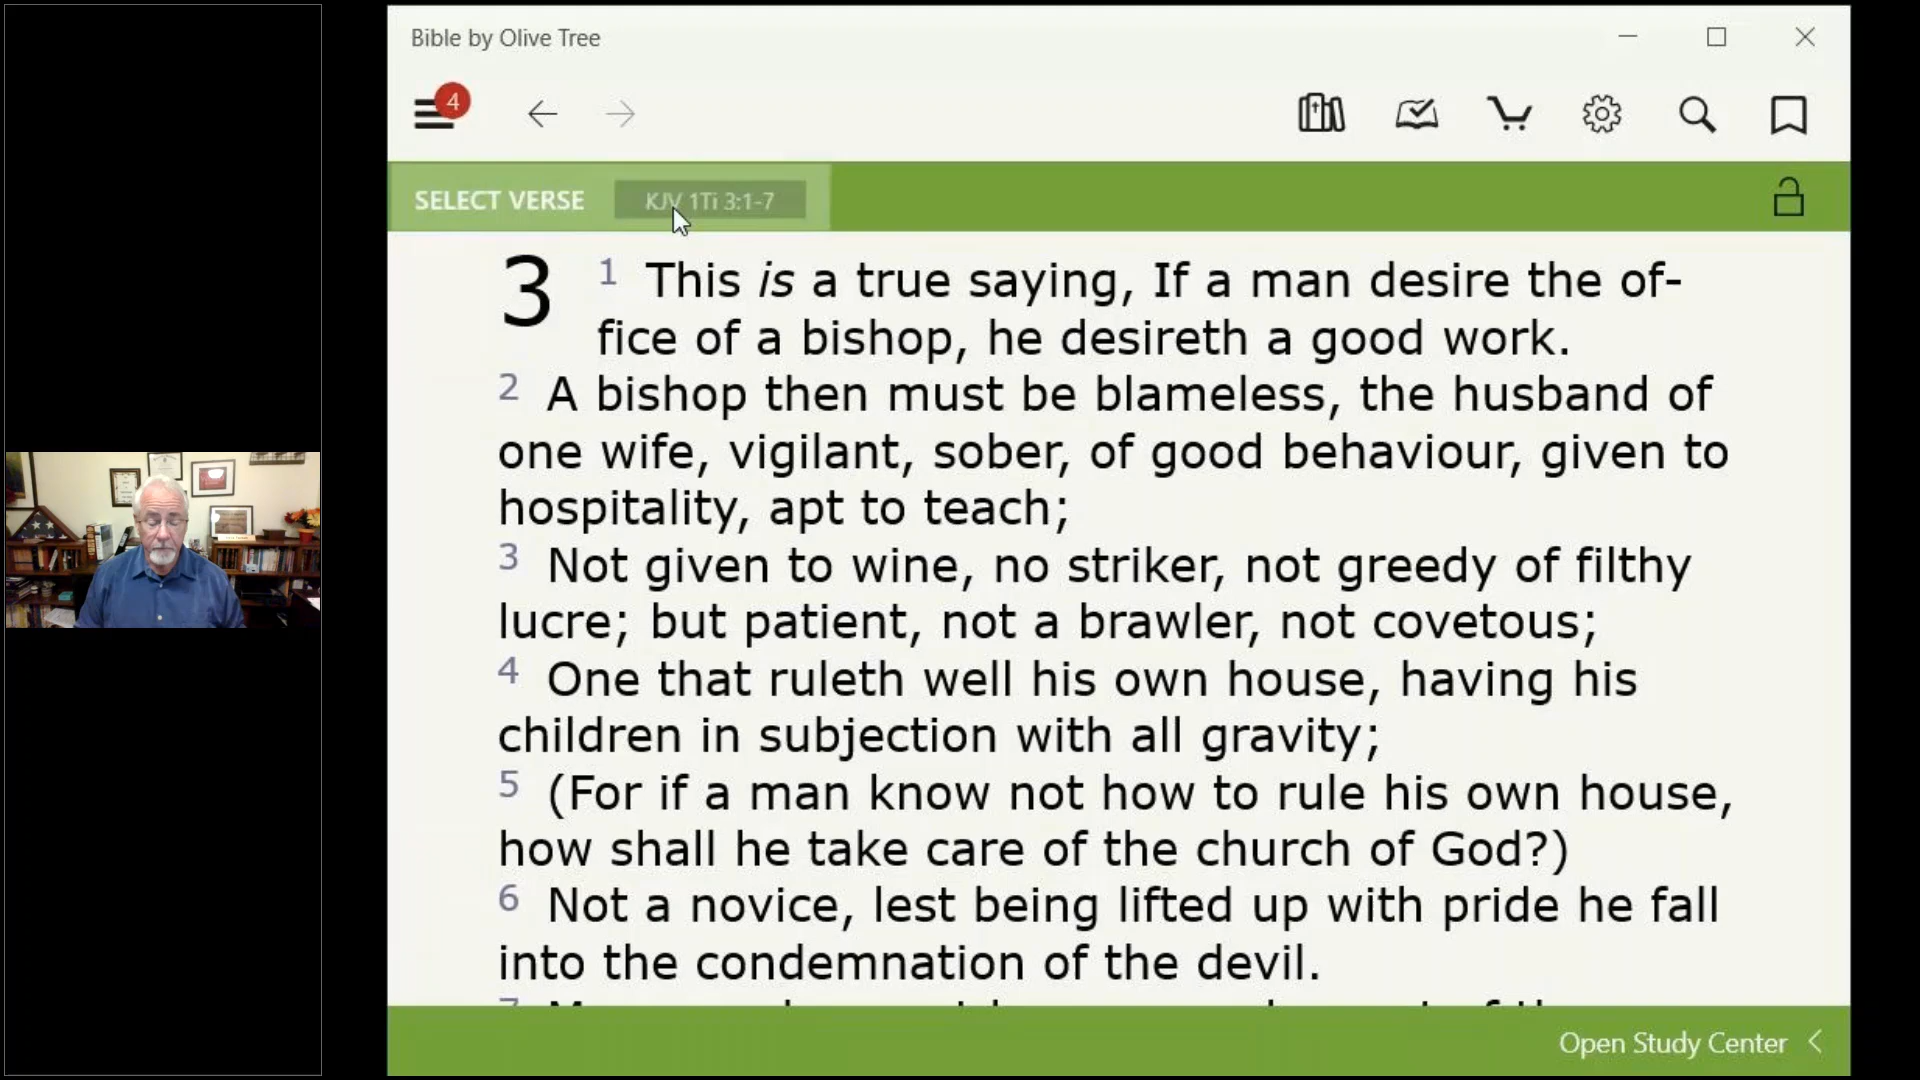 Bible by Olive Tree
4
SELECT VERSE KJV 1Ti 3:1-7
3 1 This is a true saying, If a man desire the of-
fice of a bishop, he desireth a good work.
2 A bishop then must be blameless, the husband of
one wife, vigilant, sober, of good behaviour, given to
hospitality, apt to teach;
3 Not given to wine, no striker, not greedy of filthy
lucre; but patient, not a brawler, not covetous;
4 One that ruleth well his own house, having his
children in subjection with all gravity;
5 (For if a man know not how to rule his own house,
how shall he take care of the church of God?)
6 Not a novice, lest being lifted up with pride he fall
into the condemnation of the devil.
Open Study Center